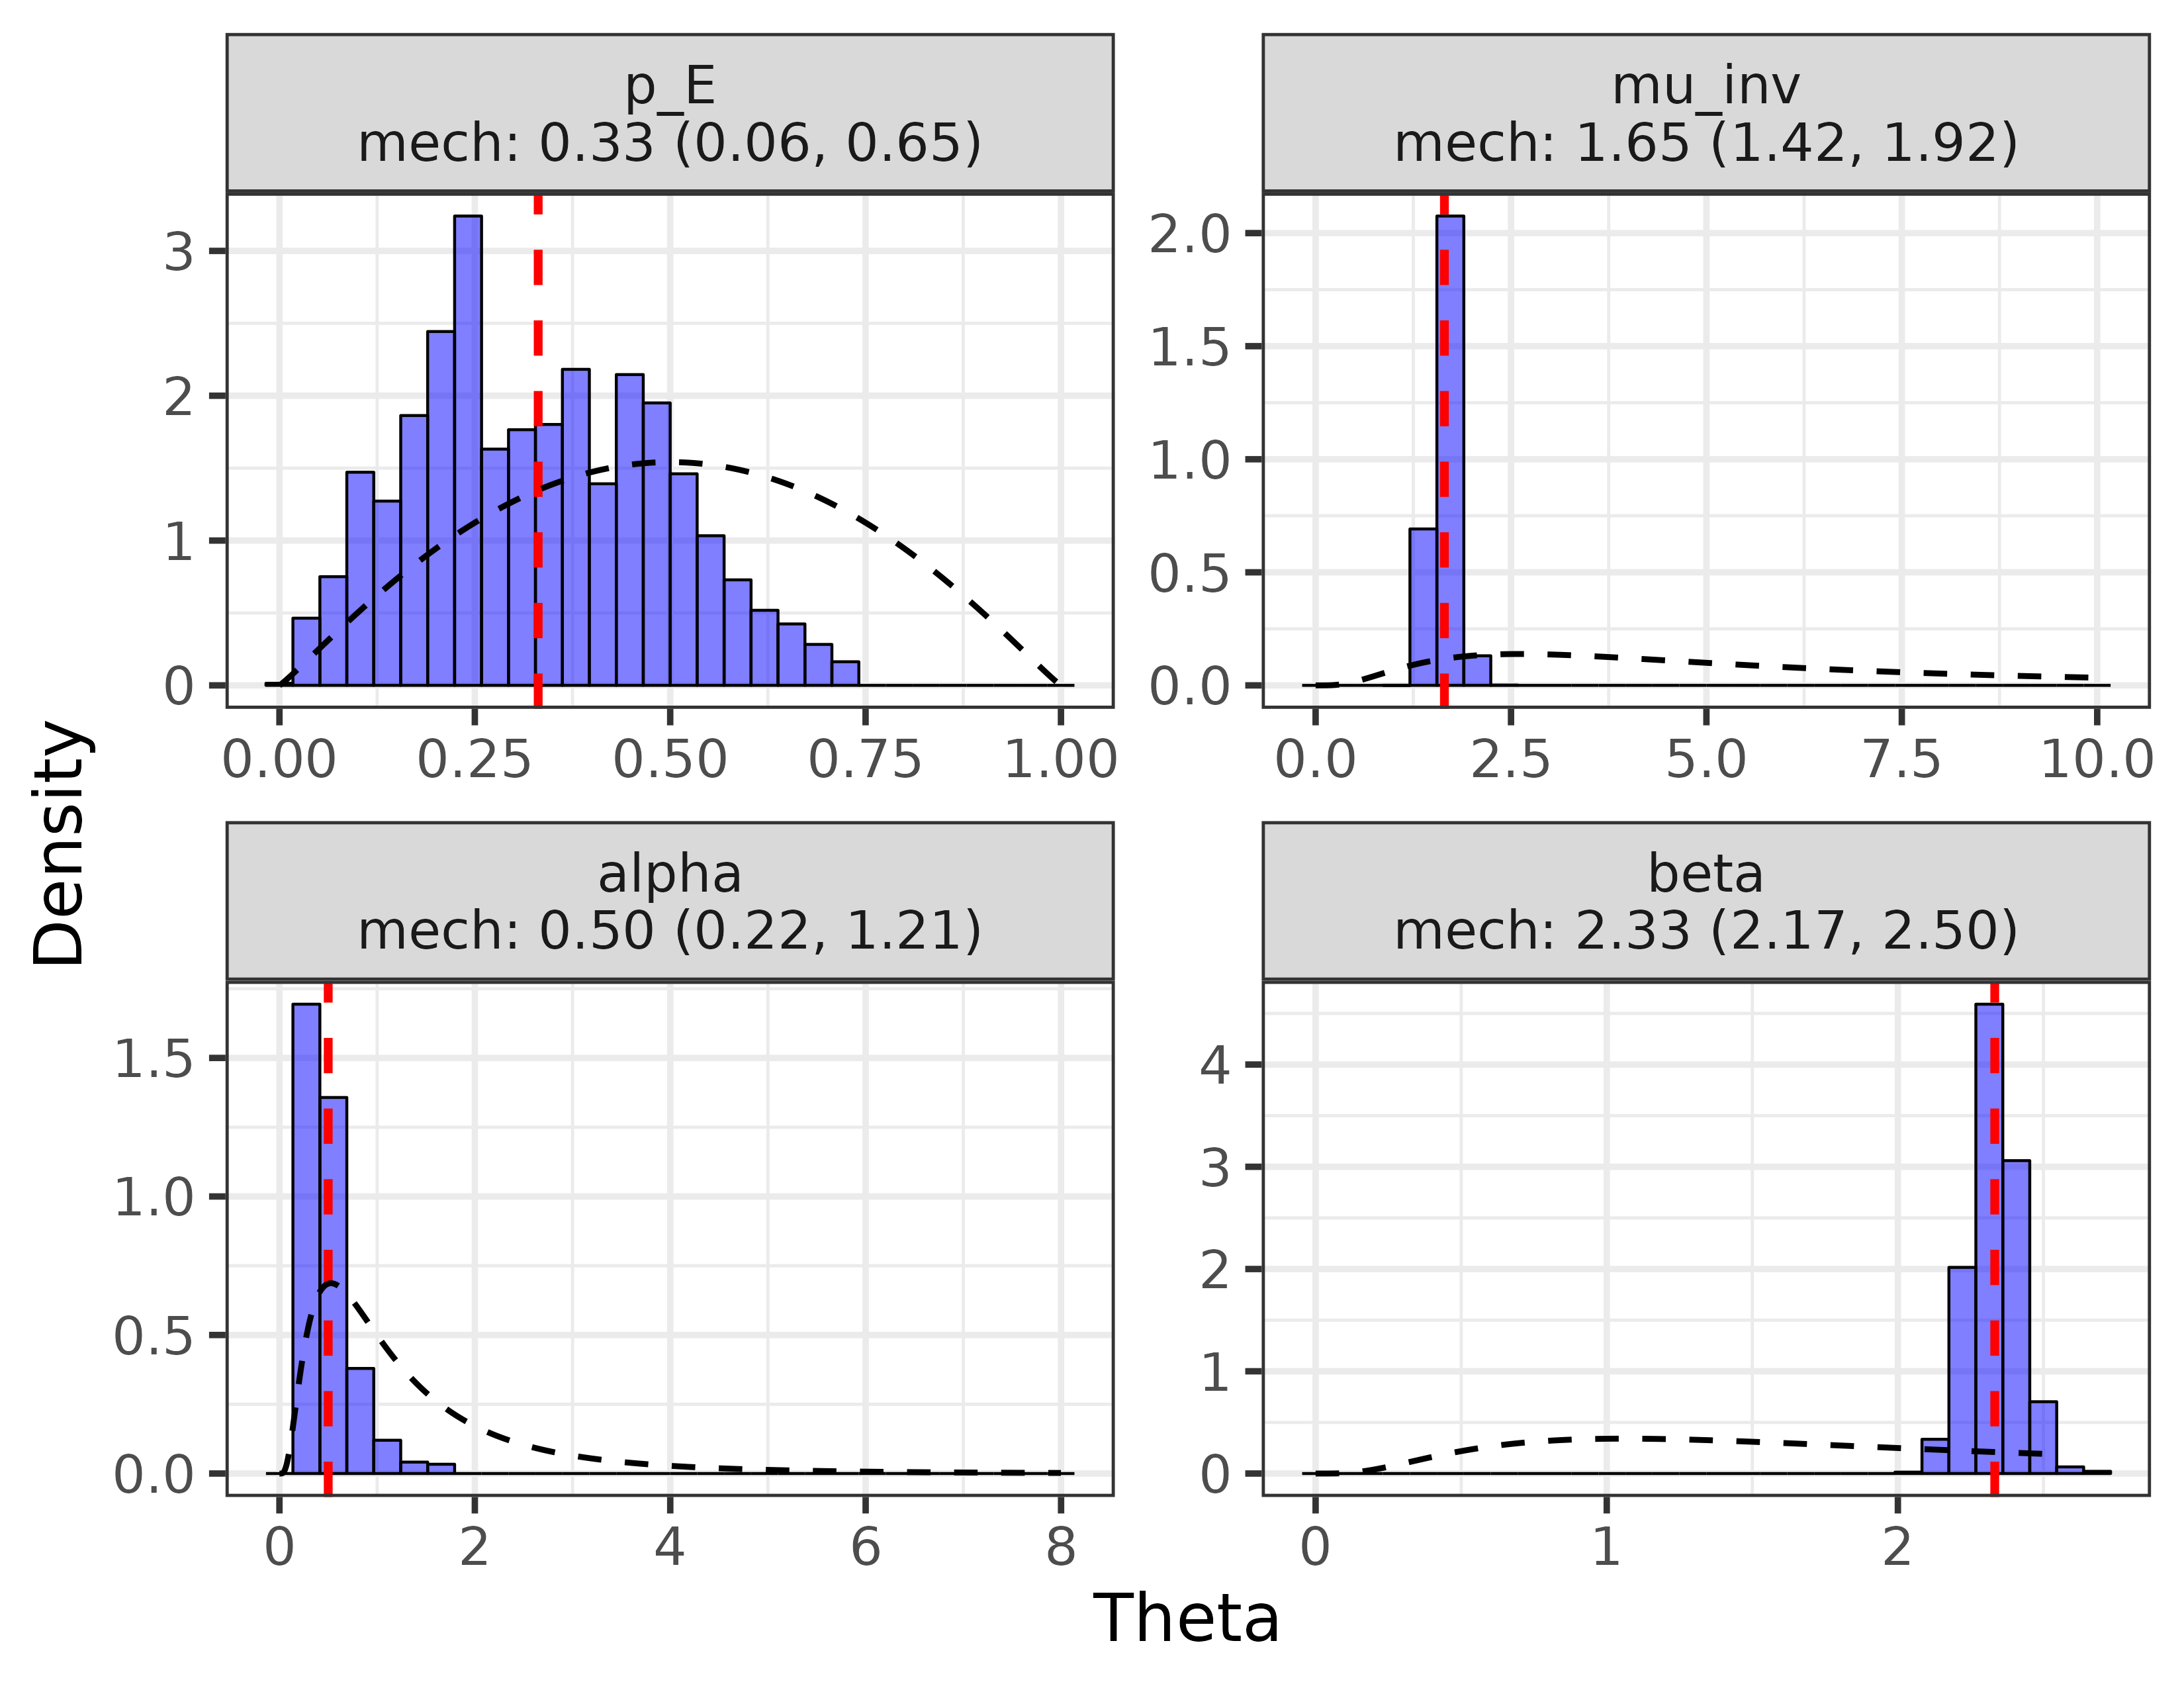 p_E
mech: 0.33 (0.06, 0.65)
mu_inv
mech: 1.65 (1.42, 1.92)
3
2
1
0
0.00 0.25 0.50 0.75 1.00
2.0
1.5
1.0
0.5
0.0
0.0 2.5 5.0 7.5 10.0
Density
alpha
mech: 0.50 (0.22, 1.21)
beta
mech: 2.33 (2.17, 2.50)
1.5
1.0
0.5
0.0
0 2 4 6 8
4
3
2
1
0
0 1 2
Theta